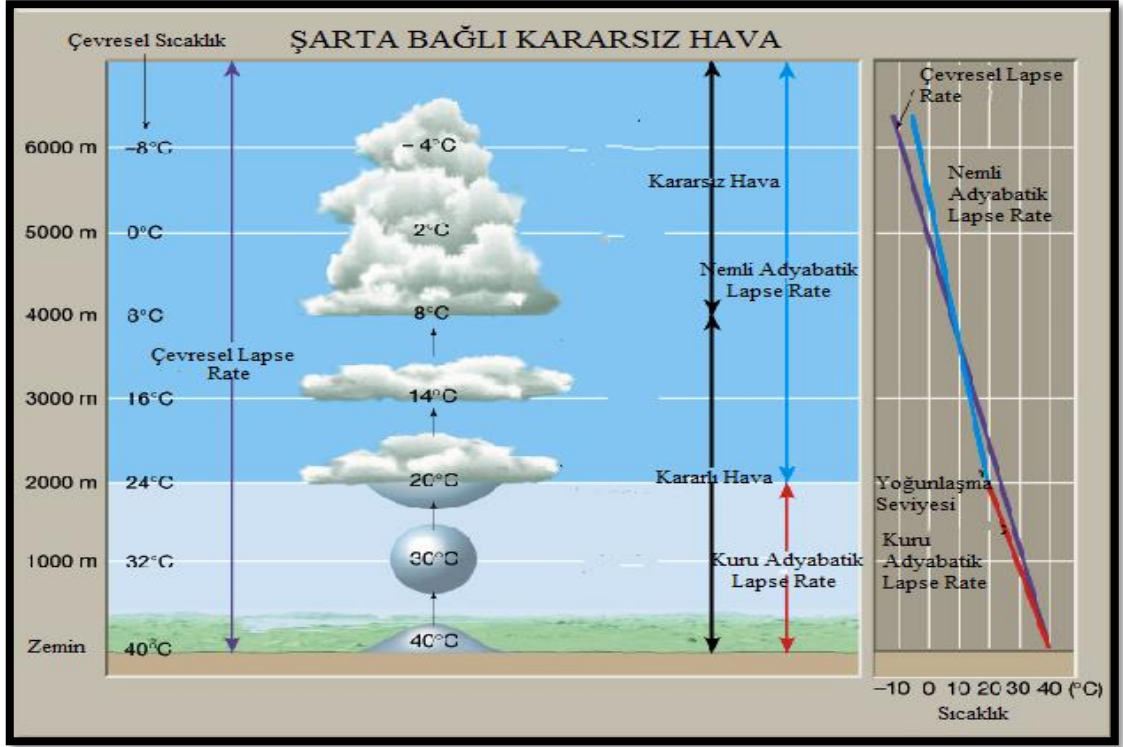 ŞARTA BAĞLI KARARSIZ HAVA
Çevresel Sıcaklık
6000 m
–8°C
– 4°C
5000 m
0°C
2°C
4000 m
8°C
8°C
3000 m
16°C
14°C
2000 m
24°C
20°C
1000 m
32°C
30°C
Zemin
40°C
40°C
Çevresel Lapse
Rate
Kararsız Hava
Nemli Adyabatik
Lapse Rate
Kararlı Hava
Kuru Adyabatik
Lapse Rate
Çevresel Lapse
Rate
Nemli
Adyabatik
Lapse Rate
Yoğunlaşma
Seviyesi
Kuru
Adyabatik
Lapse Rate
–10 0 10 20 30 40 (°C)
Sıcaklık